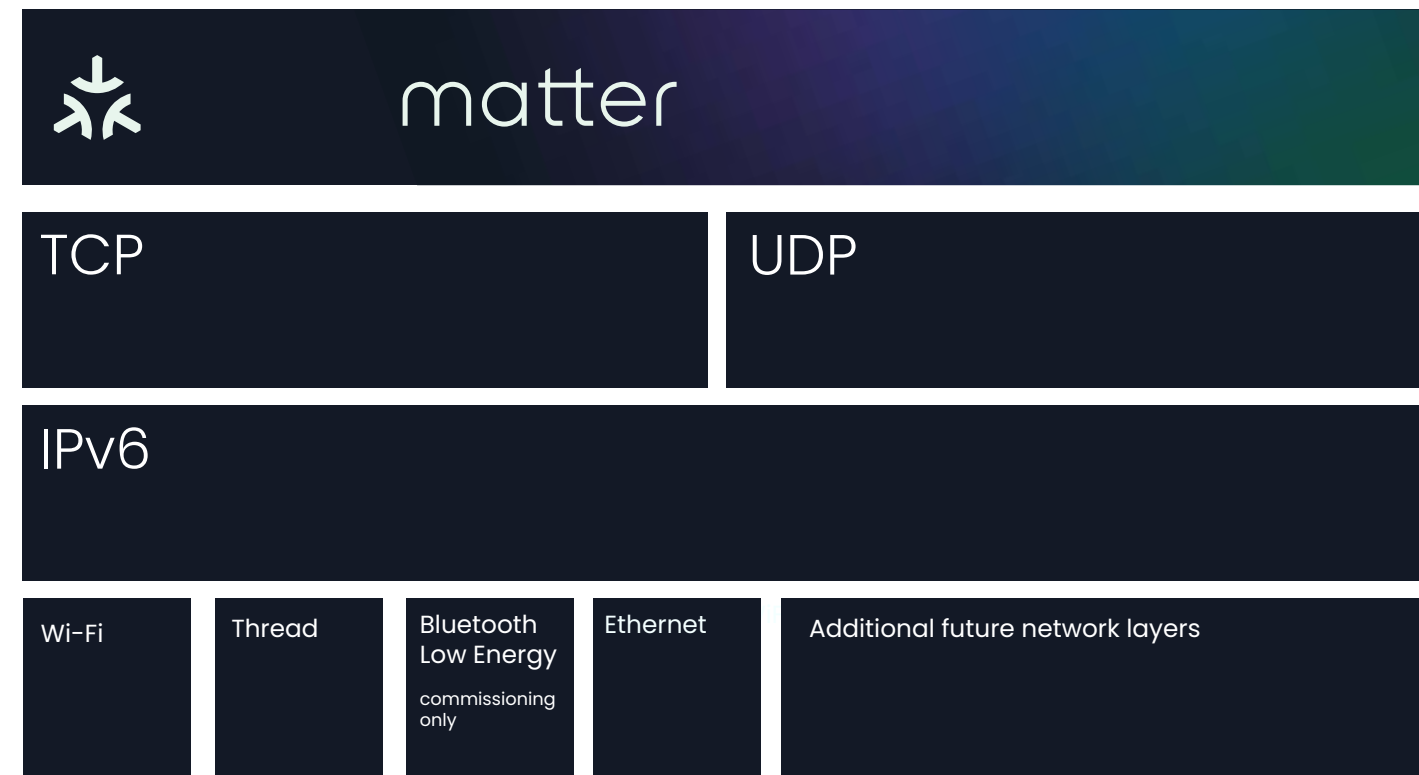 matter
TCP
UDP
IPv6
Wi-Fi
Thread
Bluetooth
Low Energy
commissioning
only
Ethernet
Additional future network layers